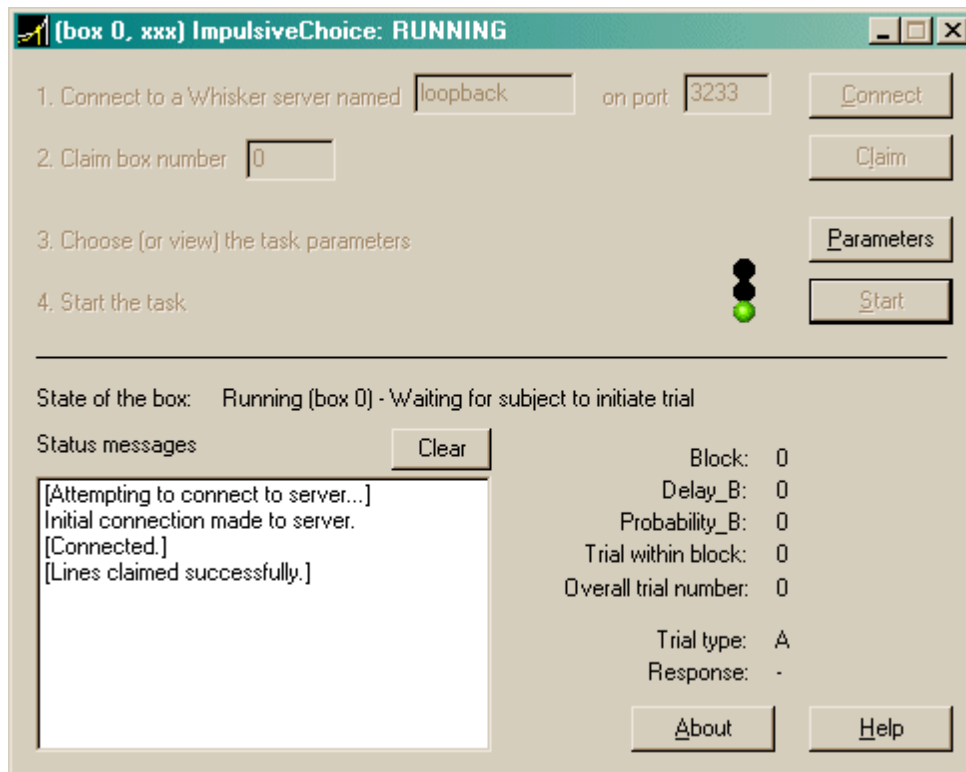 (box 0, xxx) ImpulsiveChoice: RUNNING
1. Connect to a Whisker server named loopback on port 3233 Connect
2. Claim box number 0 Claim
3. Choose (or view) the task parameters Parameters
4. Start the task Start
State of the box: Running (box 0) - Waiting for subject to initiate trial
Status messages Clear
[Attempting to connect to server...]
Initial connection made to server.
[Connected.]
[Lines claimed successfully.]
Block: 0
Delay_B: 0
Probability_B: 0
Trial within block: 0
Overall trial number: 0
Trial type: A
Response: -
About Help